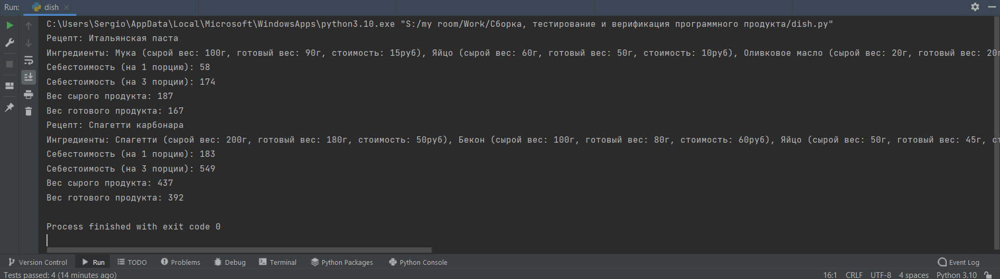 Run: dish
C:\Users\Sergio\AppData\Local\Microsoft\WindowsApps\python3.10.exe "S:/my room/Work/Сборка, тестирование и верификация программного продукта/dish.py"
Рецепт: Итальянская паста
Ингредиенты: Мука (сырой вес: 100г, готовый вес: 90г, стоимость: 15руб), Яйцо (сырой вес: 60г, готовый вес: 50г, стоимость: 10руб), Оливковое масло (сырой вес: 20г, готовый вес: 20г
Себестоимость (на 1 порцию): 58
Себестоимость (на 3 порции): 174
Вес сырого продукта: 187
Вес готового продукта: 167
Рецепт: Спагетти карбонара
Ингредиенты: Спагетти (сырой вес: 200г, готовый вес: 180г, стоимость: 50руб), Бекон (сырой вес: 100г, готовый вес: 80г, стоимость: 60руб), Яйцо (сырой вес: 50г, готовый вес: 45г, ст
Себестоимость (на 1 порцию): 183
Себестоимость (на 3 порции): 549
Вес сырого продукта: 437
Вес готового продукта: 392
Process finished with exit code 0
Version Control Run TODO Problems Debug Terminal Python Packages Python Console Event Log
Tests passed: 4 (14 minutes ago) 16:1 CRLF UTF-8 4 spaces Python 3.10